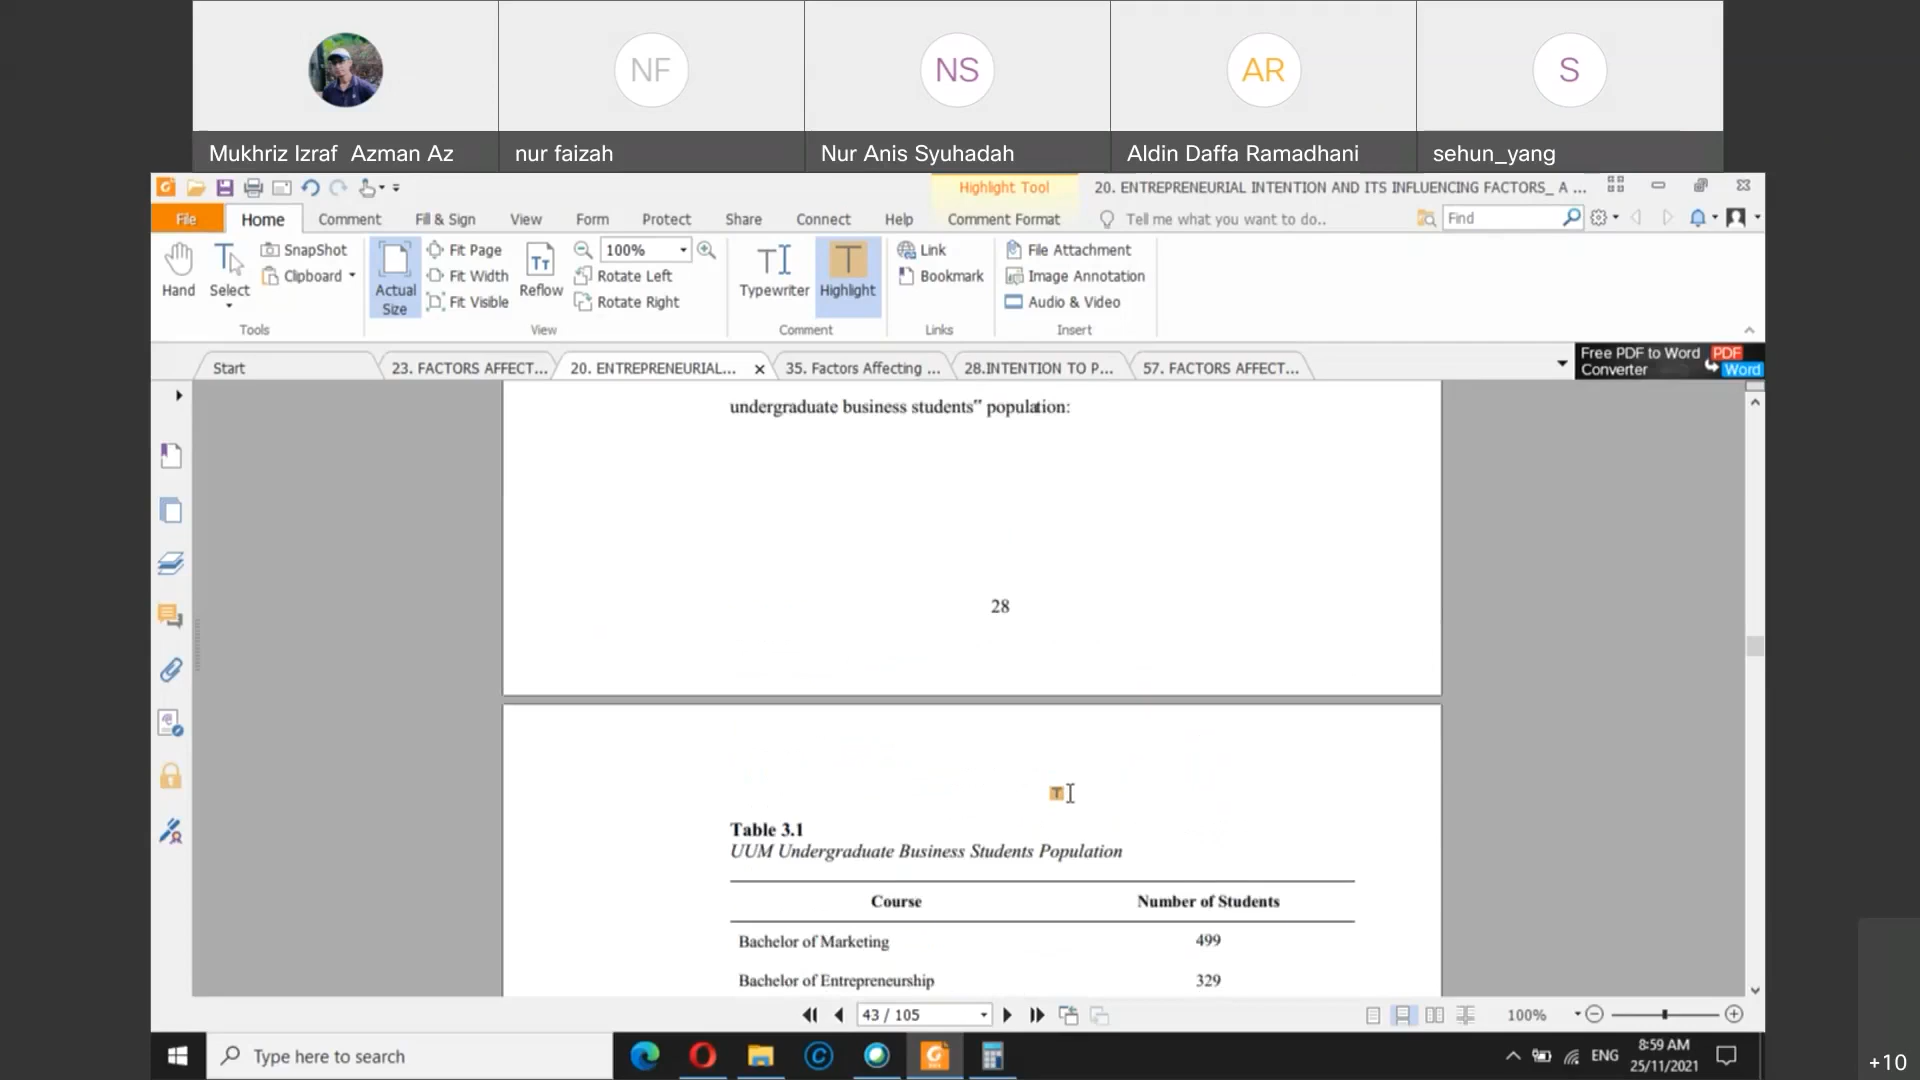 NF
NS
AR
S
Mukhriz Izraf Azman Az
nur faizah
Nur Anis Syuhadah
Aldin Daffa Ramadhani
sehun_yang
Highlight Tool
20. ENTREPRENEURIAL INTENTION AND ITS INFLUENCING FACTORS_ A ...
File
Home
Comment
Fill & Sign
View
Form
Protect
Share
Connect
Help
Comment Format
Tell me what you want to do..
Find
Hand
Select
SnapShot
Clipboard
Tools
Actual Size
Fit Page
Fit Width
Fit Visible
Reflow
100%
Rotate Left
Rotate Right
View
Typewriter
Highlight
Comment
Link
Bookmark
Links
File Attachment
Image Annotation
Audio & Video
Insert
Start
23. FACTORS AFFECT...
20. ENTREPRENEURIAL...
35. Factors Affecting ...
28.INTENTION TO P...
57. FACTORS AFFECT...
Free PDF to Word
Converter
PDF
Word
undergraduate business students” population:
28
Table 3.1
UUM Undergraduate Business Students Population
Course Number of Students
Bachelor of Marketing 499
Bachelor of Entrepreneurship 329
43 / 105
100%
Type here to search
ENG
8:59 AM
25/11/2021
+10